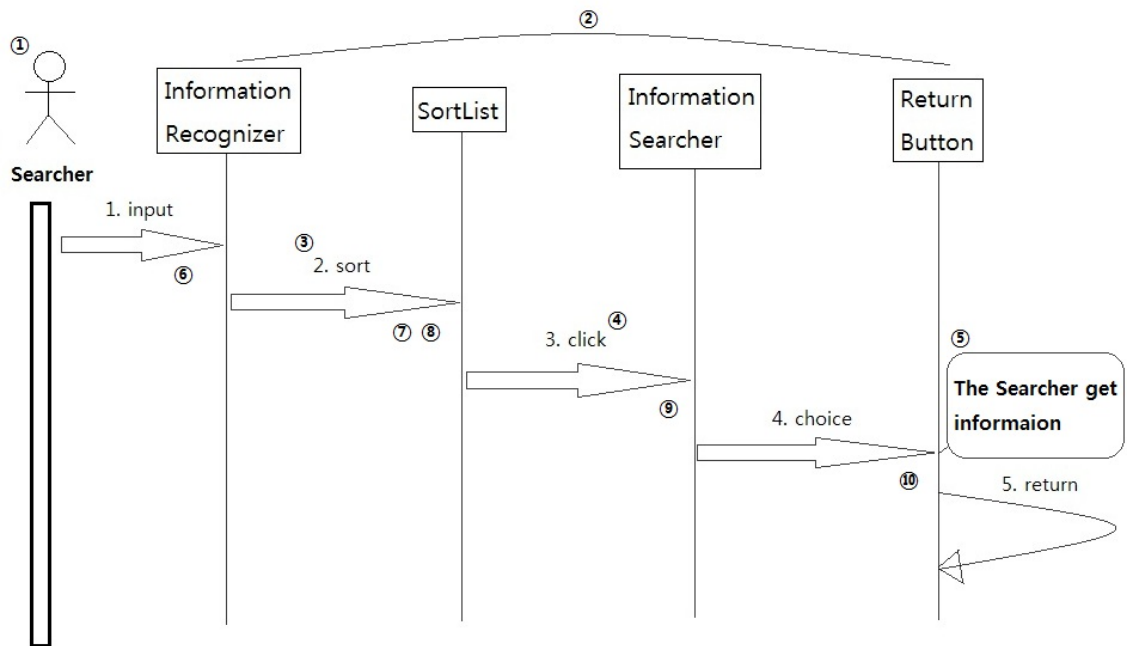 ②
①
Information
Recognizer
SortList
Information
Searcher
Return
Button
Searcher
1. input
⑥
③
2. sort
⑦ ⑧
④
3. click
⑨
4. choice
⑩
⑤
The Searcher get
informaion
5. return